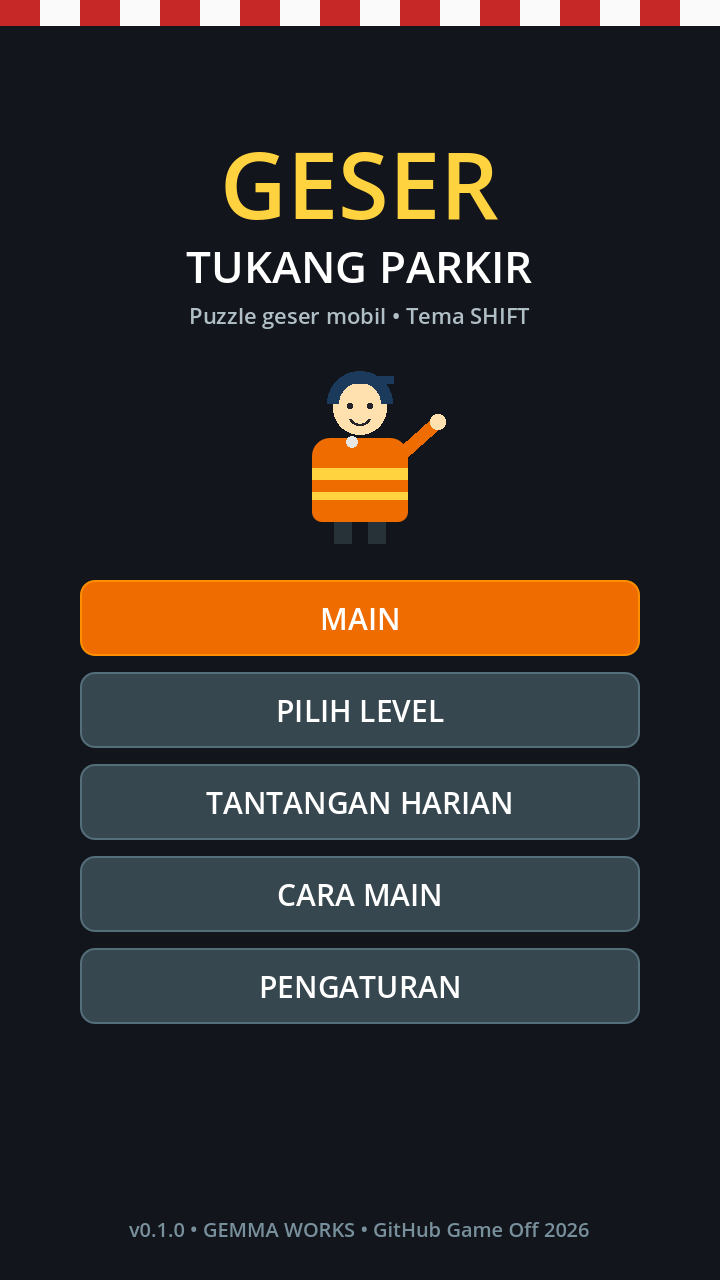 GESER
TUKANG PARKIR
Puzzle geser mobil • Tema SHIFT
MAIN
PILIH LEVEL
TANTANGAN HARIAN
CARA MAIN
PENGATURAN
v0.1.0 • GEMMA WORKS • GitHub Game Off 2026